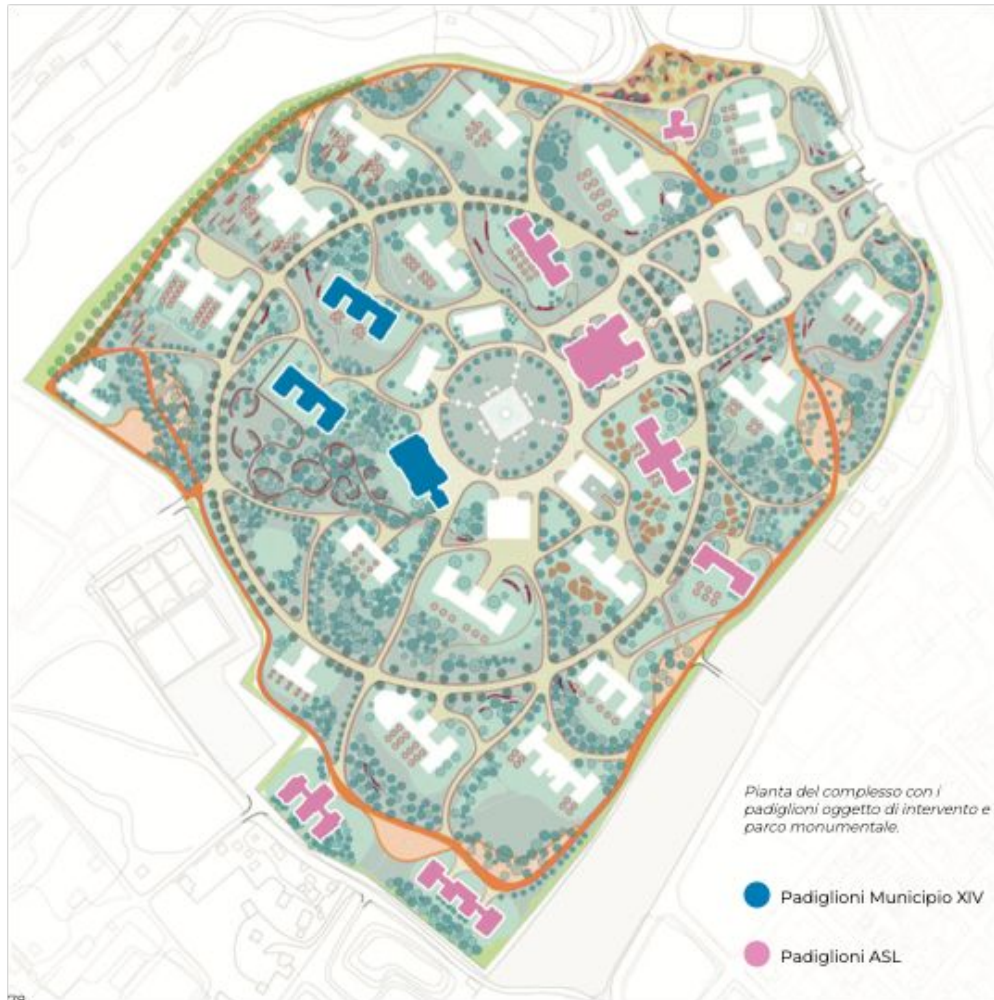 Pianta del complesso con i
padiglioni oggetto di intervento e
parco monumentale.
Padiglioni Municipio XIV
Padiglioni ASL